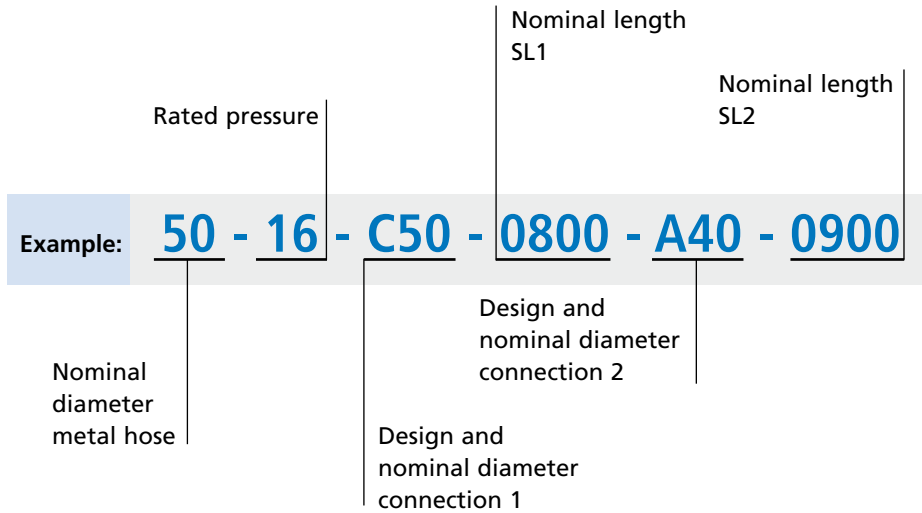 Nominal length
SL1
Nominal length
SL2
Rated pressure
Example: 50 - 16 - C50 - 0800 - A40 - 0900
Design and
nominal diameter
connection 2
Nominal
diameter
metal hose
Design and
nominal diameter
connection 1